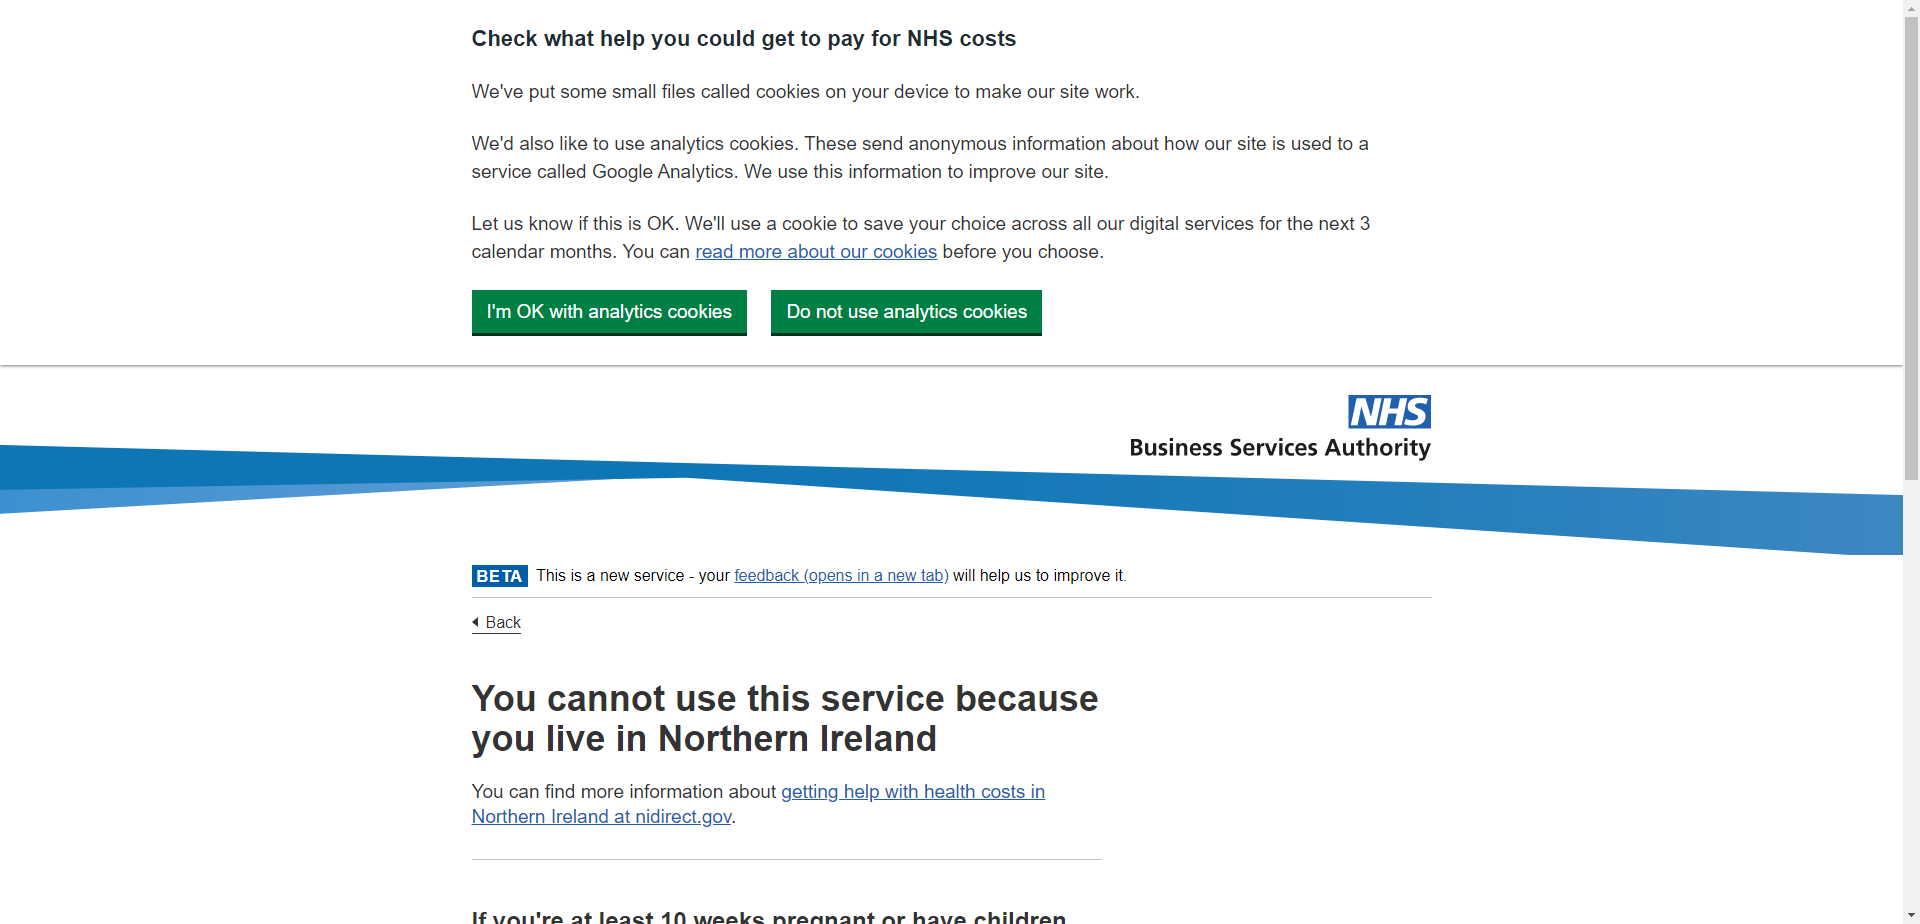 Check what help you could get to pay for NHS costs
We've put some small files called cookies on your device to make our site work.
We'd also like to use analytics cookies. These send anonymous information about how our site is used to a
service called Google Analytics. We use this information to improve our site.
Let us know if this is OK. We'll use a cookie to save your choice across all our digital services for the next 3
calendar months. You can read more about our cookies before you choose.
I'm OK with analytics cookies
Do not use analytics cookies
NHS
Business Services Authority
BETA This is a new service - your feedback (opens in a new tab) will help us to improve it.
Back
You cannot use this service because
you live in Northern Ireland
You can find more information about getting help with health costs in
Northern Ireland at nidirect.gov.
If you're at least 10 weeks pregnant or have children